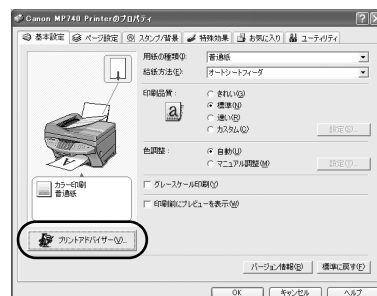 Canon MP740 Printerのプロパティ
基本設定 ページ設定 スタンプ/背景 特殊効果 お気に入り ユーティリティ
用紙の種類(T): 普通紙
給紙方法(E): オートシートフィーダ
印刷品質: きれい(G)
標準(N)
速い(R)
カスタム(C) 設定(S)...
色調整: 自動(U)
マニュアル調整(M) 設定(T)...
カラー印刷
普通紙
グレースケール印刷(Y)
印刷前にプレビューを表示(W)
プリントアドバイザー(V)...
バージョン情報(B) 標準に戻す(F)
OK キャンセル ヘルプ